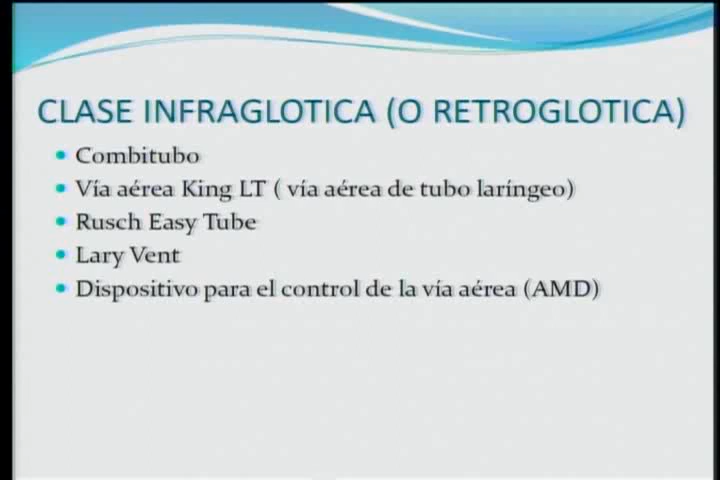 CLASE INFRAGLOTICA (O RETROGLOTICA)
Combitubo
Vía aérea King LT ( vía aérea de tubo laríngeo)
Rusch Easy Tube
Lary Vent
Dispositivo para el control de la vía aérea (AMD)